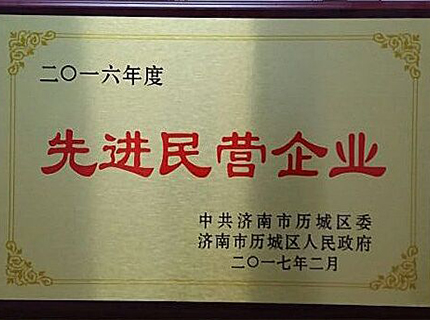 二〇一六年度
先进民营企业
中共济南市历城区委
济南市历城区人民政府
二〇一七年二月